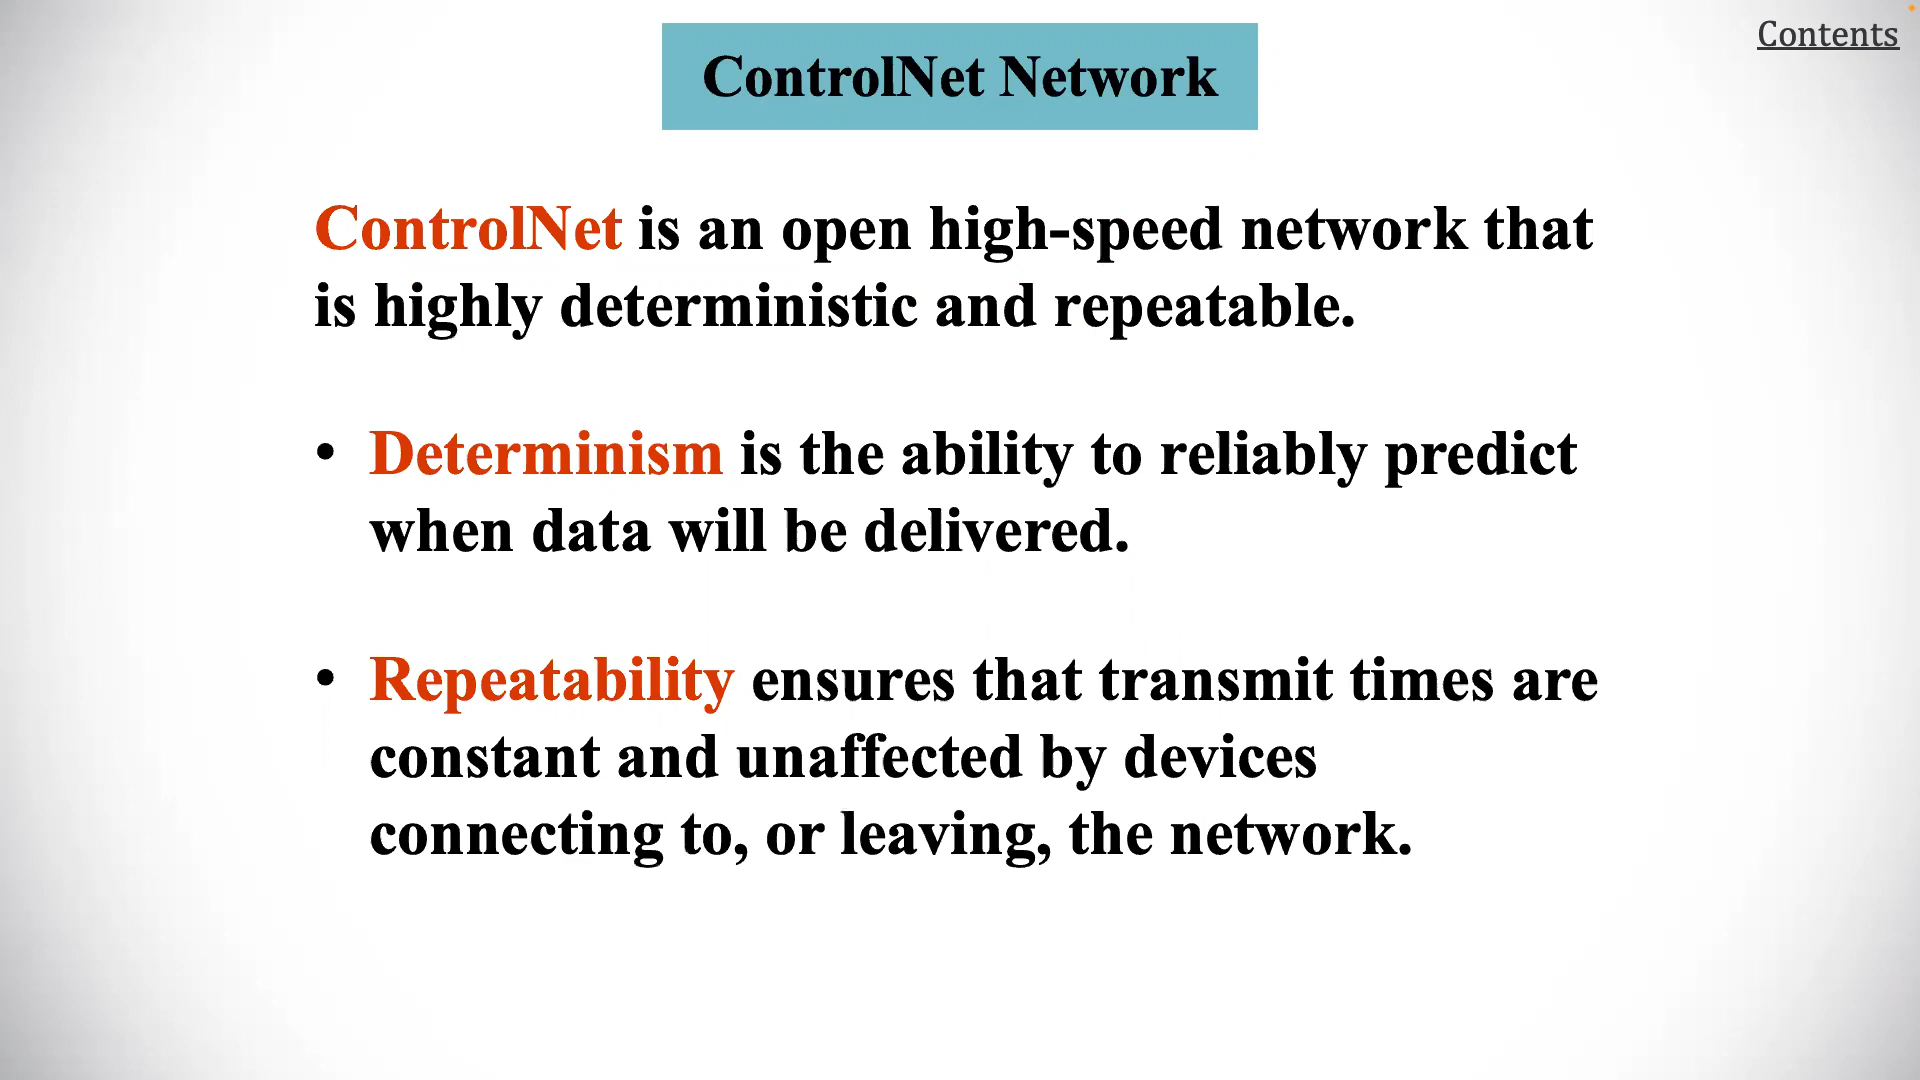 Contents
ControlNet Network
ControlNet is an open high-speed network that
is highly deterministic and repeatable.
• Determinism is the ability to reliably predict
when data will be delivered.
• Repeatability ensures that transmit times are
constant and unaffected by devices
connecting to, or leaving, the network.